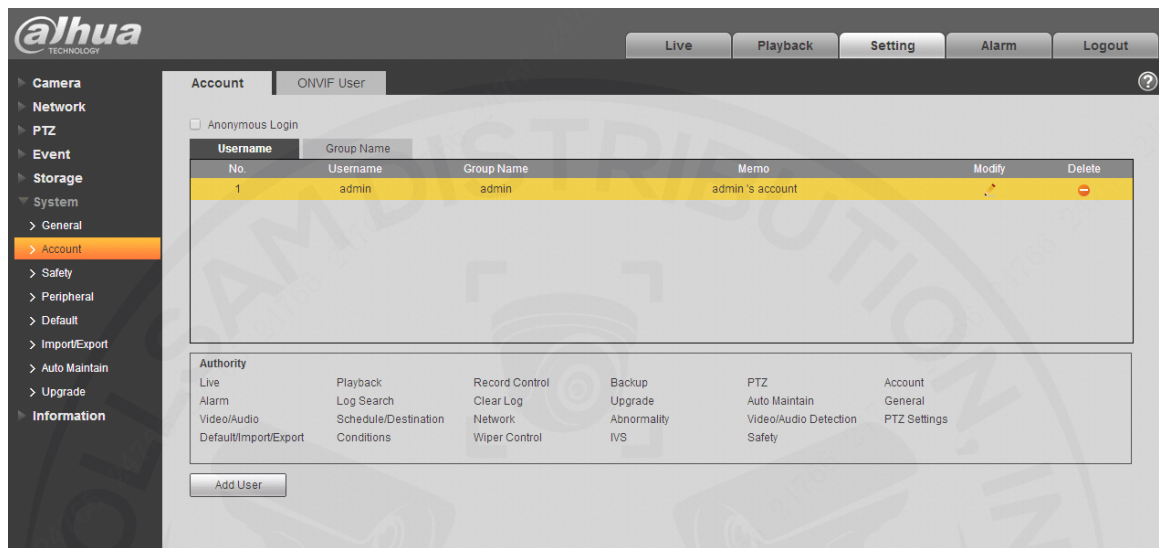 alhua
TECHNOLOGY
Live Playback Setting Alarm Logout
Camera
Network
PTZ
Event
Storage
System
> General
> Account
> Safety
> Peripheral
> Default
> Import/Export
> Auto Maintain
> Upgrade
Information
Account ONVIF User
?
Anonymous Login
Username Group Name
No. Username Group Name Memo Modify Delete
1 admin admin admin 's account
Authority
Live Playback Record Control Backup PTZ Account
Alarm Log Search Clear Log Upgrade Auto Maintain General
Video/Audio Schedule/Destination Network Abnormality Video/Audio Detection PTZ Settings
Default/Import/Export Conditions Wiper Control IVS Safety
Add User
SAM DISTRIBUTION, IN